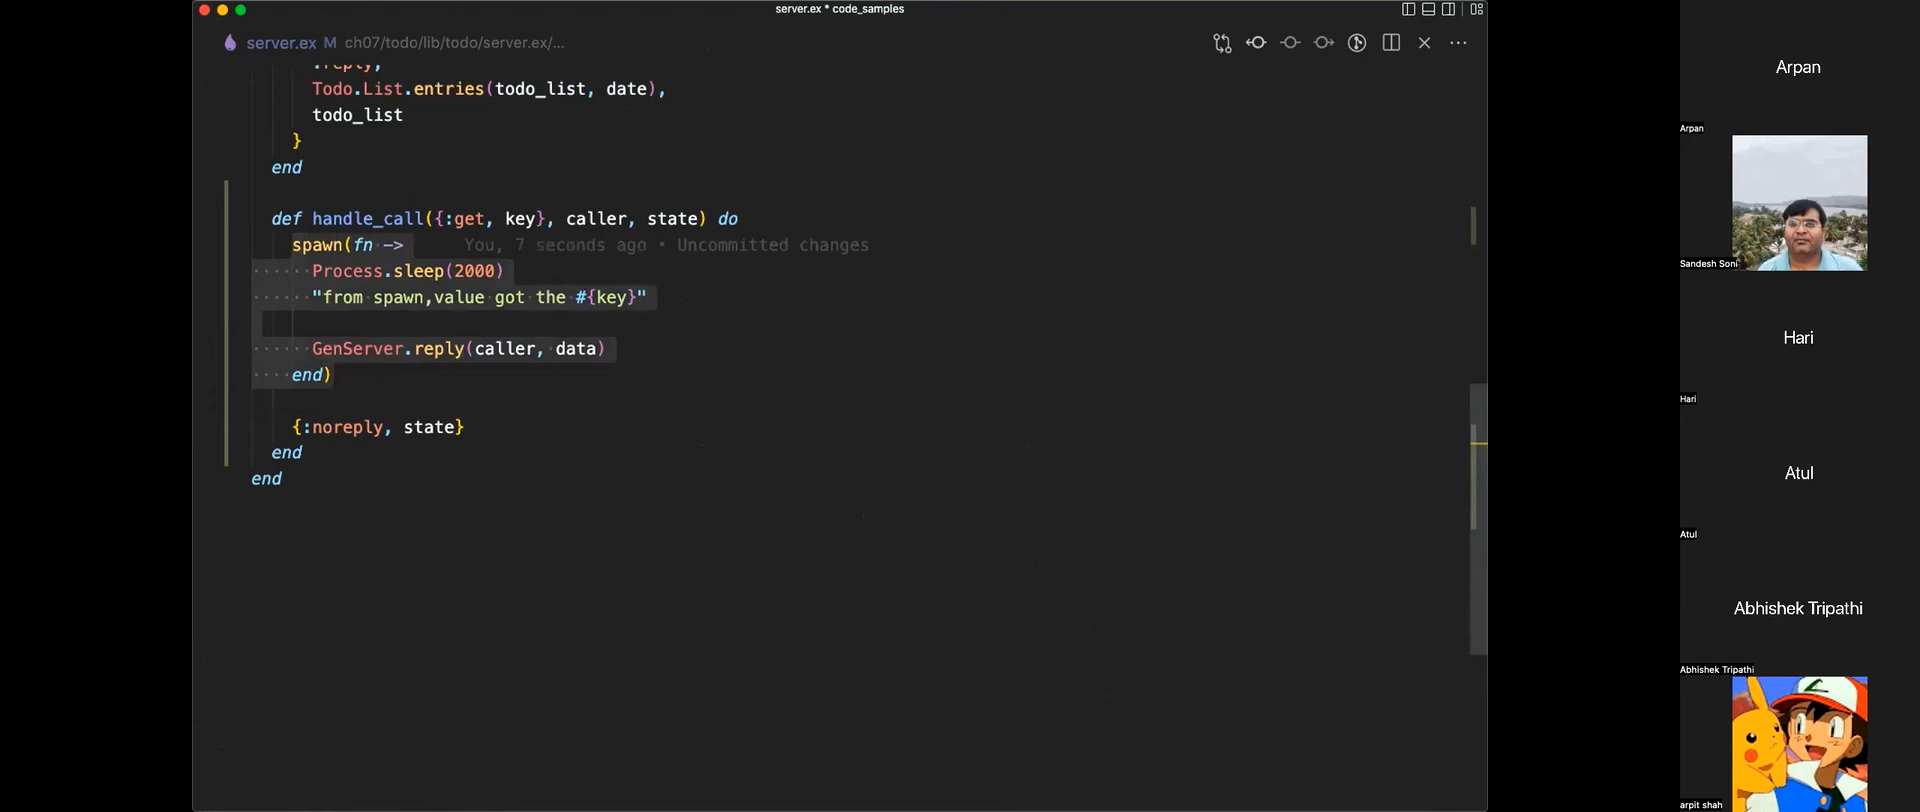 server.ex * code_samples
server.ex M ch07/todo/lib/todo/server.ex/...
:reply,
Todo.List.entries(todo_list, date),
todo_list
}
end
def handle_call({:get, key}, caller, state) do
spawn(fn -> You, 7 seconds ago • Uncommitted changes
Process.sleep(2000)
"from spawn,value got the #{key}"
GenServer.reply(caller, data)
end)
{:noreply, state}
end
end
Arpan
Arpan
Sandesh Soni
Hari
Hari
Atul
Atul
Abhishek Tripathi
Abhishek Tripathi
arpit shah